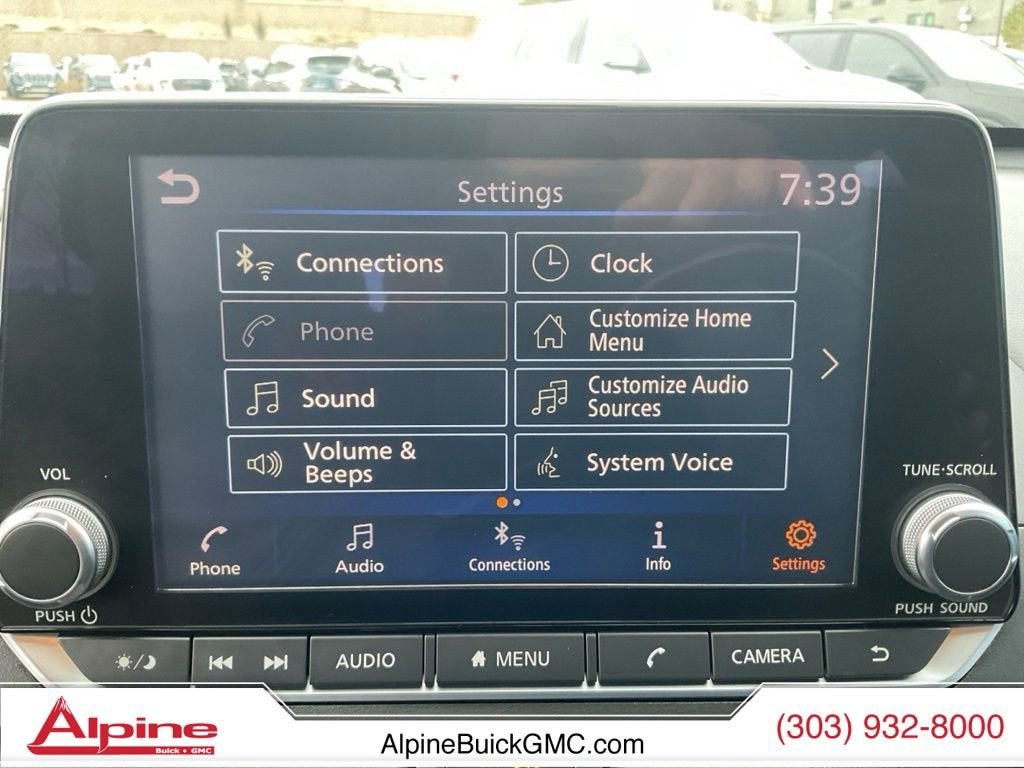 Settings
7:39
Connections
Clock
Phone
Customize Home
Menu
Sound
Customize Audio
Sources
Volume &
Beeps
System Voice
VOL
TUNE·SCROLL
Phone
Audio
Connections
Info
Settings
PUSH
PUSH SOUND
AUDIO
MENU
CAMERA
Alpine
Buick • GMC
AlpineBuickGMC.com
(303) 932-8000